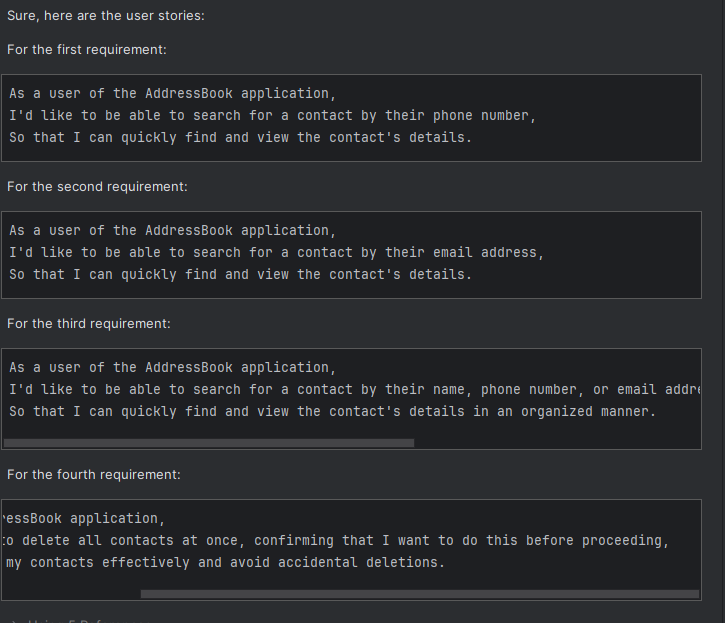 Sure, here are the user stories:
For the first requirement:
As a user of the AddressBook application,
I'd like to be able to search for a contact by their phone number,
So that I can quickly find and view the contact's details.
For the second requirement:
As a user of the AddressBook application,
I'd like to be able to search for a contact by their email address,
So that I can quickly find and view the contact's details.
For the third requirement:
As a user of the AddressBook application,
I'd like to be able to search for a contact by their name, phone number, or email addre
So that I can quickly find and view the contact's details in an organized manner.
For the fourth requirement:
ressBook application,
to delete all contacts at once, confirming that I want to do this before proceeding,
my contacts effectively and avoid accidental deletions.